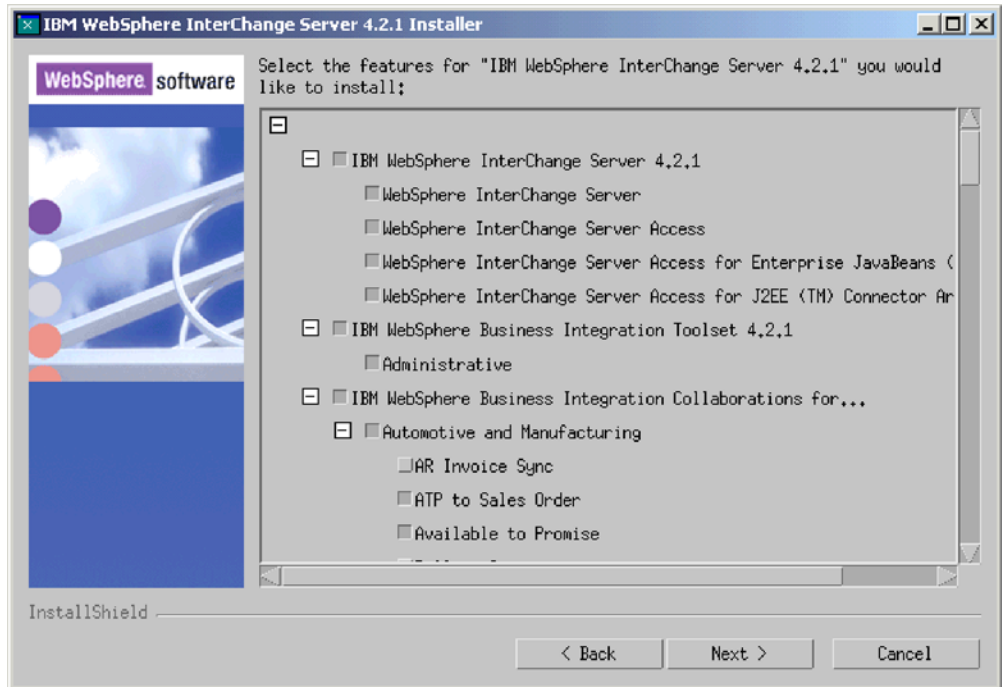 IBM WebSphere InterChange Server 4.2.1 Installer
WebSphere software
Select the features for "IBM WebSphere InterChange Server 4.2.1" you would
like to install:
IBM WebSphere InterChange Server 4.2.1
WebSphere InterChange Server
WebSphere InterChange Server Access
WebSphere InterChange Server Access for Enterprise JavaBeans (
WebSphere InterChange Server Access for J2EE (TM) Connector Ar
IBM WebSphere Business Integration Toolset 4.2.1
Administrative
IBM WebSphere Business Integration Collaborations for...
Automotive and Manufacturing
AR Invoice Sync
ATP to Sales Order
Available to Promise
InstallShield
< Back
Next >
Cancel